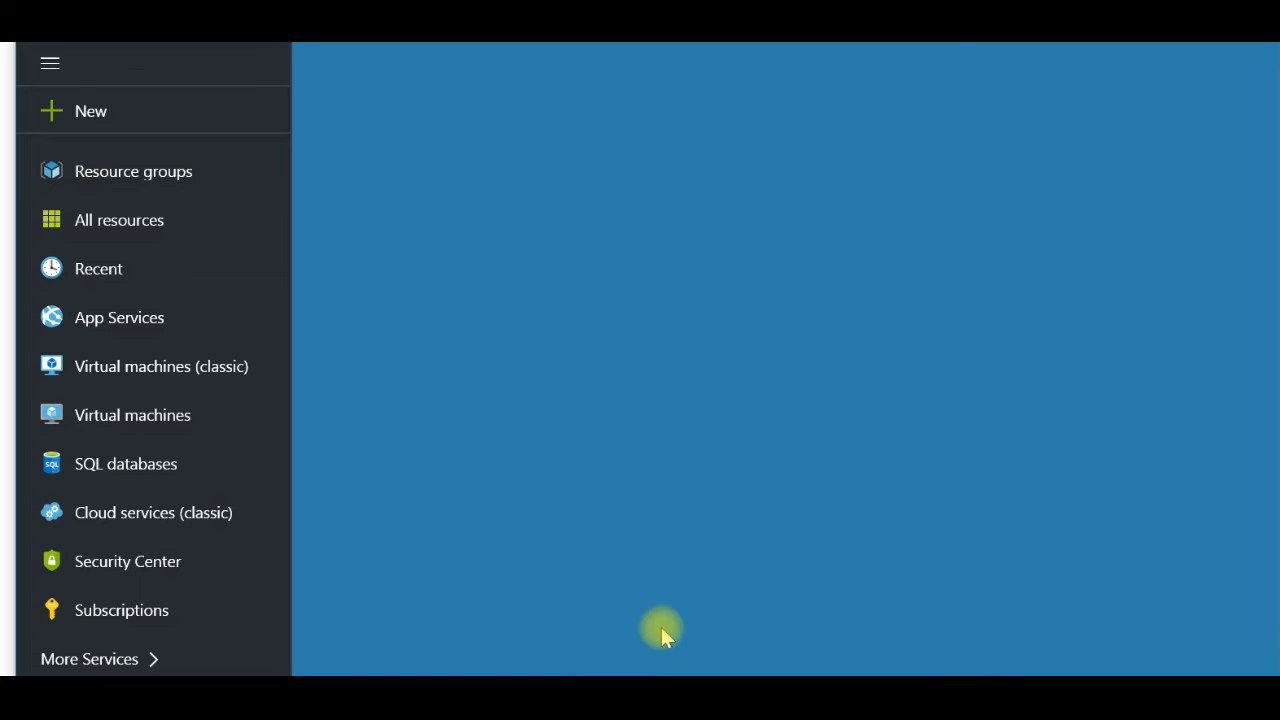 New
Resource groups
All resources
Recent
App Services
Virtual machines (classic)
Virtual machines
SQL
SQL databases
Cloud services (classic)
Security Center
Subscriptions
More Services